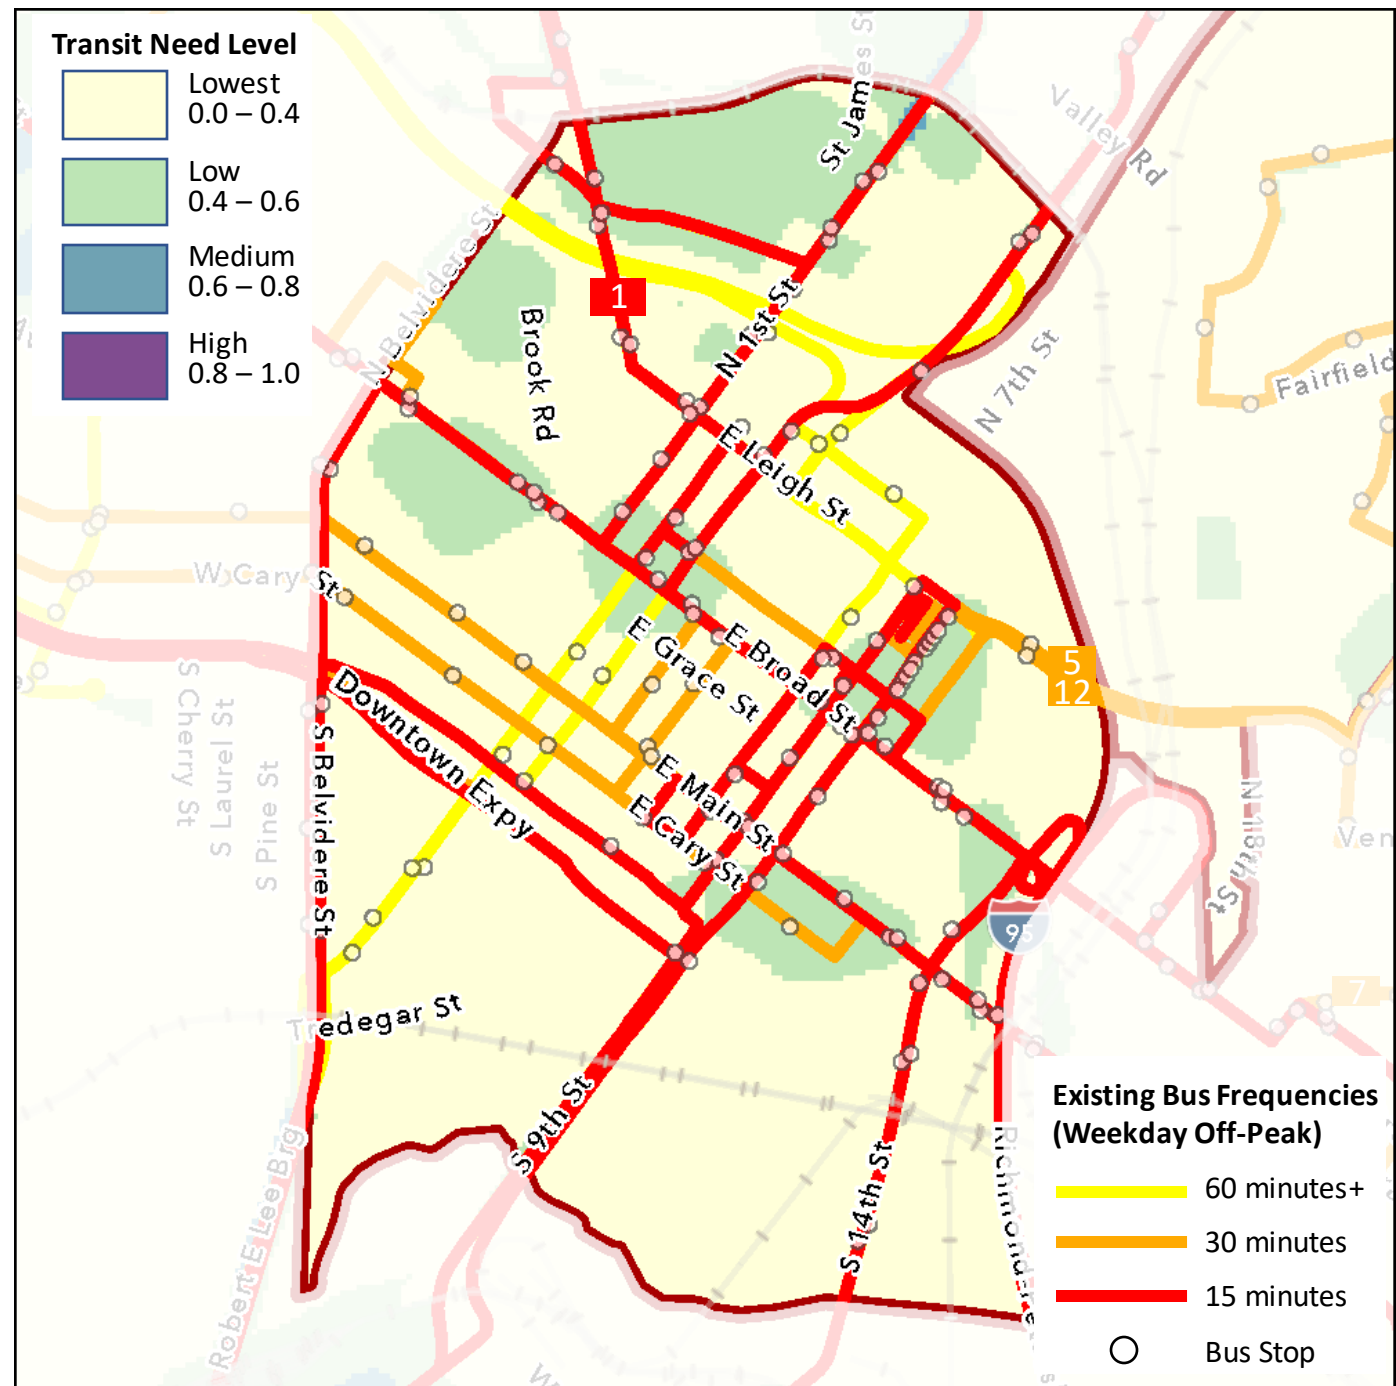 Transit Need Level
Lowest
0.0 – 0.4
Low
0.4 – 0.6
Medium
0.6 – 0.8
High
0.8 – 1.0
St James St
Valley Rd
N Belvidere St
1
Brook Rd
N 1st St
N 7th St
Fairfield
E Leigh St
W Cary St
E Grace St
E Broad St
5
12
Downtown Expy
E Main St
E Cary St
S Cherry St
S Laurel St
S Pine St
S Belvidere St
N 18th St
Ven
95
7
Tredegar St
S 9th St
S 14th St
Robert E Lee Brg
Existing Bus Frequencies
(Weekday Off-Peak)
60 minutes+
30 minutes
15 minutes
Bus Stop